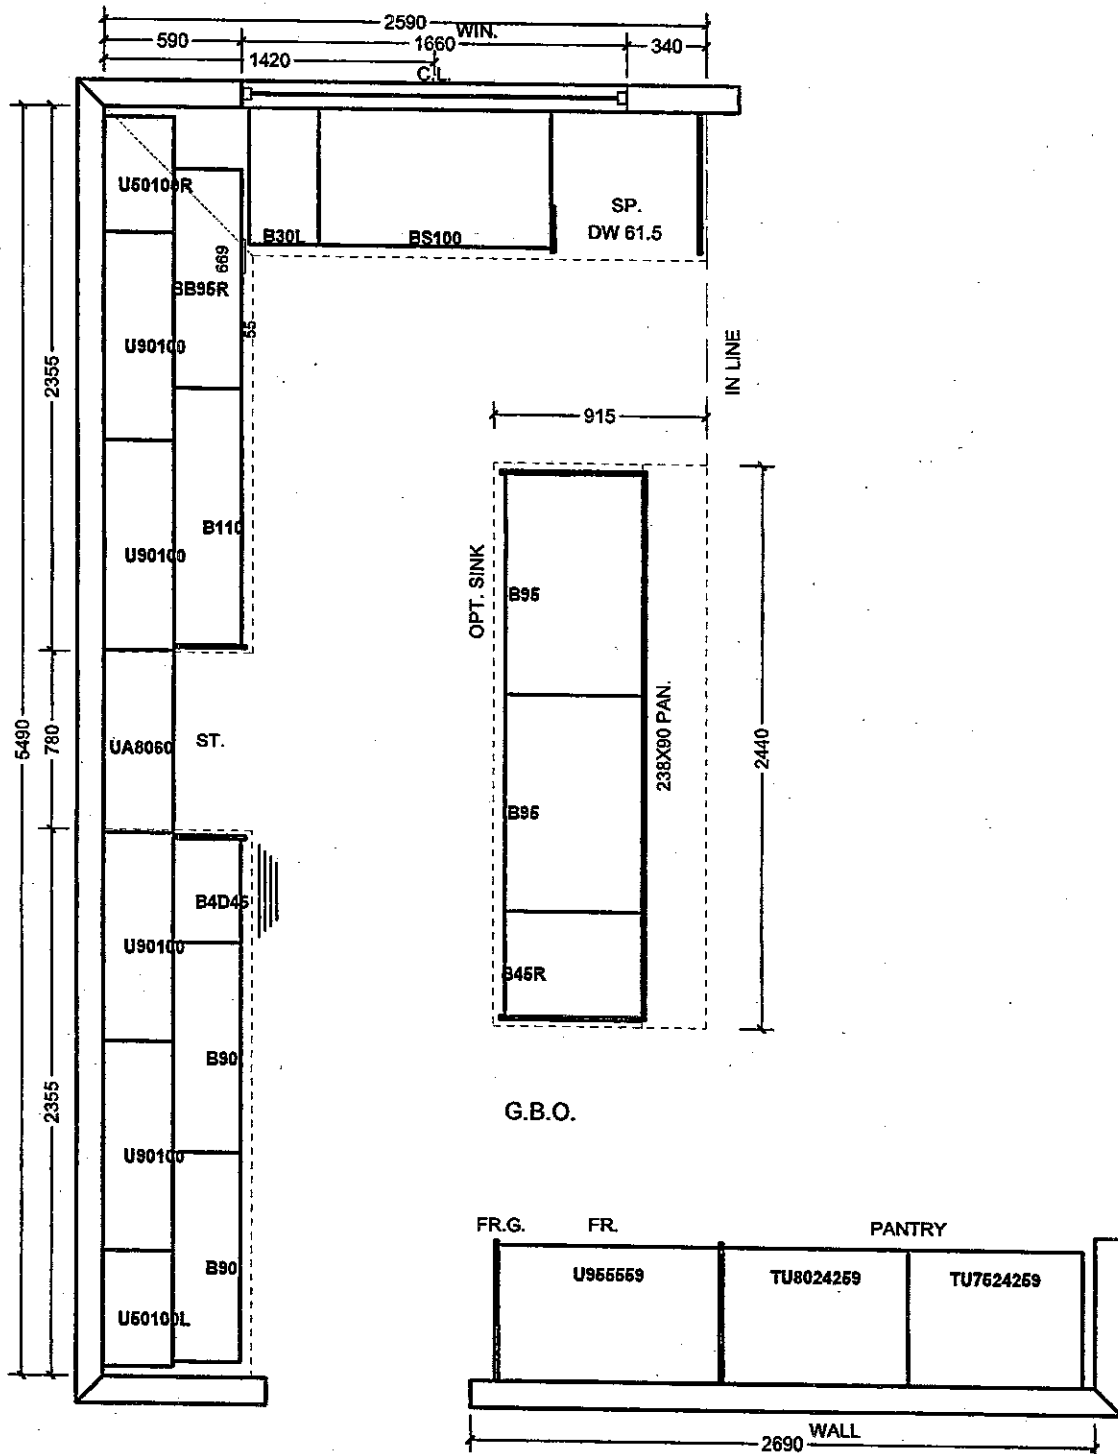 2590
WIN.
590
1660
340
1420
C.L.
U50100R
SP.
DW 61.5
B30L
BS100
669
BB95R
55
U90100
IN LINE
2355
915
B110
U90100
OPT. SINK
B95
5490
780
UA8060
ST.
238X90 PAN.
2440
B95
B4D45
U90100
B45R
B90
2355
G.B.O.
U90100
FR.G.
FR.
PANTRY
B90
U955559
TU8024259
TU7524259
U50100L
WALL
2690